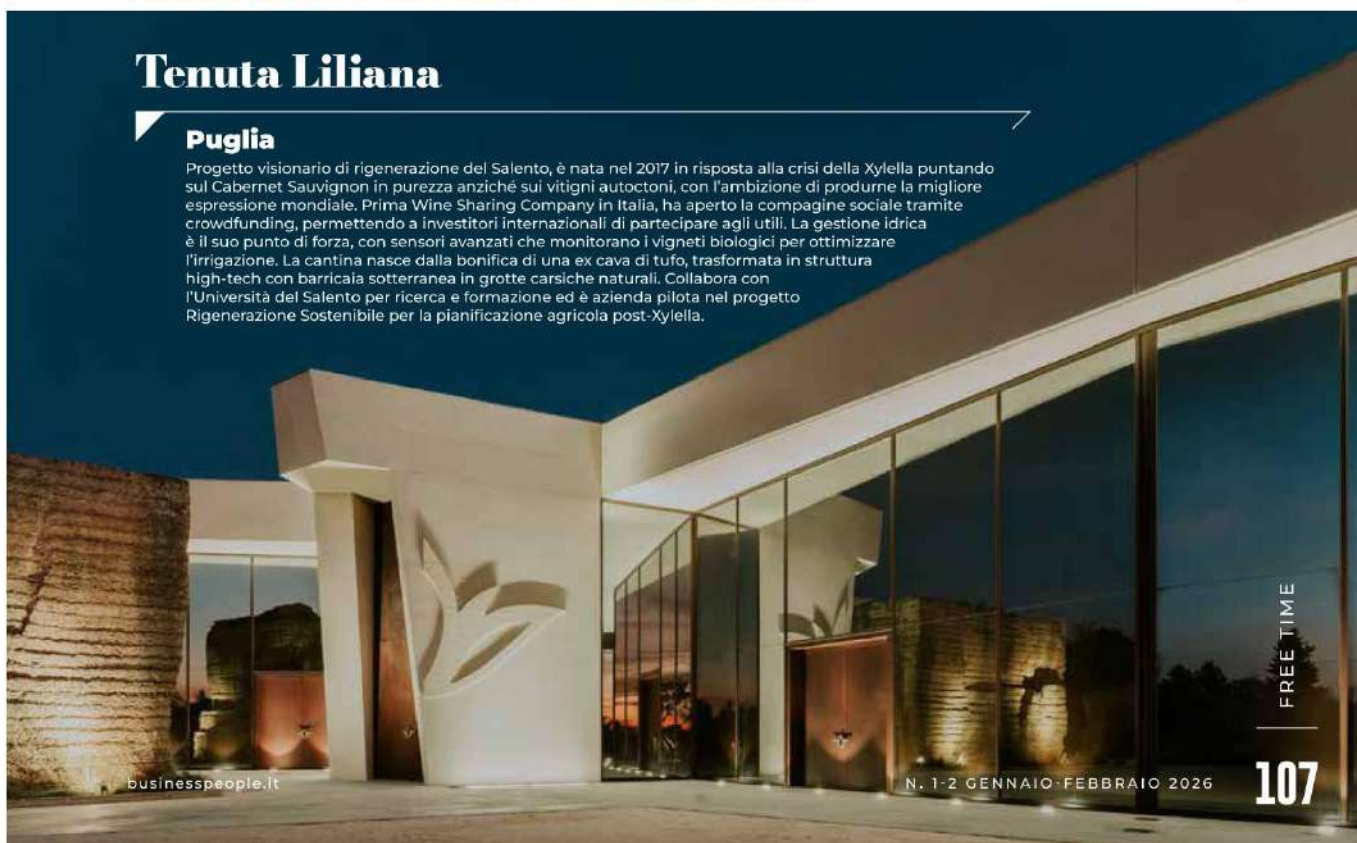 Tenuta Liliana
Puglia
Progetto visionario di rigenerazione del Salento, è nata nel 2017 in risposta alla crisi della Xylella puntando
sul Cabernet Sauvignon in purezza anziché sui vitigni autoctoni, con l'ambizione di produrne la migliore
espressione mondiale. Prima Wine Sharing Company in Italia, ha aperto la compagine sociale tramite
crowdfunding, permettendo a investitori internazionali di partecipare agli utili. La gestione idrica
è il suo punto di forza, con sensori avanzati che monitorano i vigneti biologici per ottimizzare
l'irrigazione. La cantina nasce dalla bonifica di una ex cava di tufo, trasformata in struttura
high-tech con barricaia sotterranea in grotte carsiche naturali. Collabora con
l'Università del Salento per ricerca e formazione ed è azienda pilota nel progetto
Rigenerazione Sostenibile per la pianificazione agricola post-Xylella.
FREE TIME
businesspeople.it
N. 1-2 GENNAIO-FEBBRAIO 2026
107